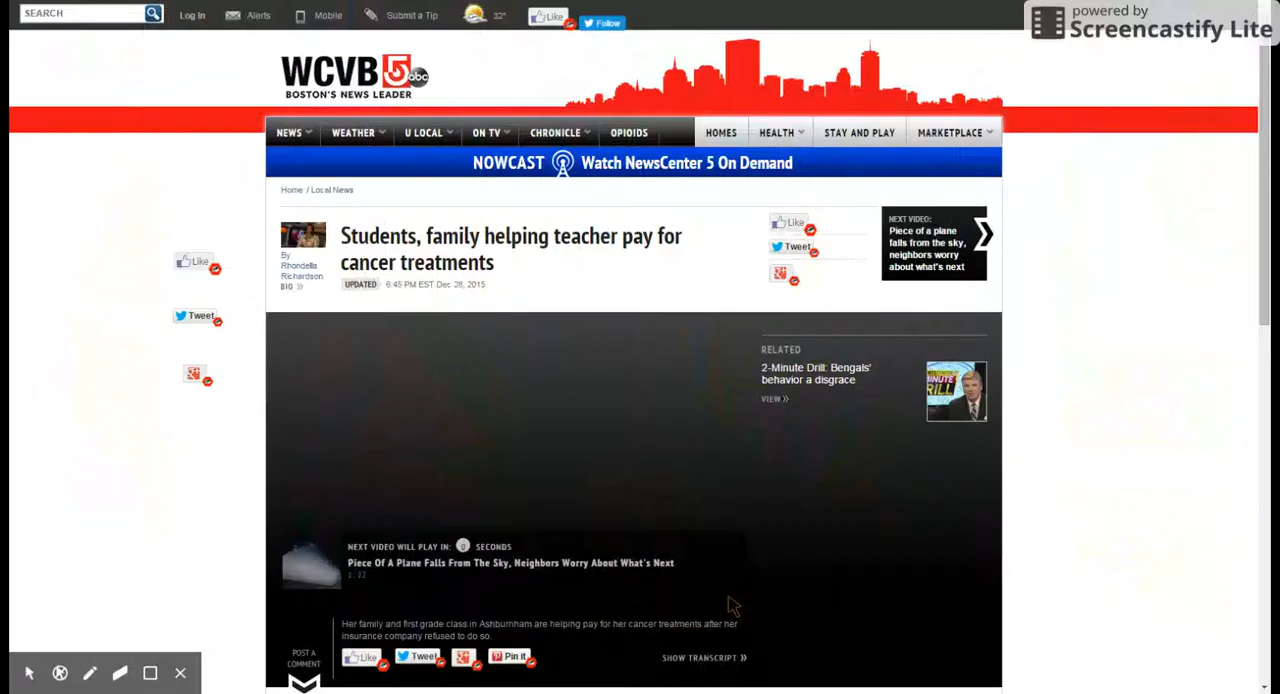 SEARCH
Log In
Alerts
Mobile
Submit a Tip
32°
Like
Follow
powered by
Screencastify Lite
WCVB 5 abc
BOSTON'S NEWS LEADER
NEWS
WEATHER
U LOCAL
ON TV
CHRONICLE
OPIOIDS
HOMES
HEALTH
STAY AND PLAY
MARKETPLACE
NOWCAST Watch NewsCenter 5 On Demand
Home / Local News
Students, family helping teacher pay for
cancer treatments
By
Rhondella
Richardson
BIO »
UPDATED 6:45 PM EST Dec 28, 2015
Like
Tweet
NEXT VIDEO:
Piece of a plane
falls from the sky,
neighbors worry
about what's next
Like
Tweet
RELATED
2-Minute Drill: Bengals'
behavior a disgrace
VIEW »
MINUTE
RILL
NEXT VIDEO WILL PLAY IN: 0 SECONDS
Piece Of A Plane Falls From The Sky, Neighbors Worry About What's Next
1:22
Her family and first grade class in Ashburnham are helping pay for her cancer treatments after her
insurance company refused to do so.
POST A
COMMENT
Like
Tweet
Pin it
SHOW TRANSCRIPT »